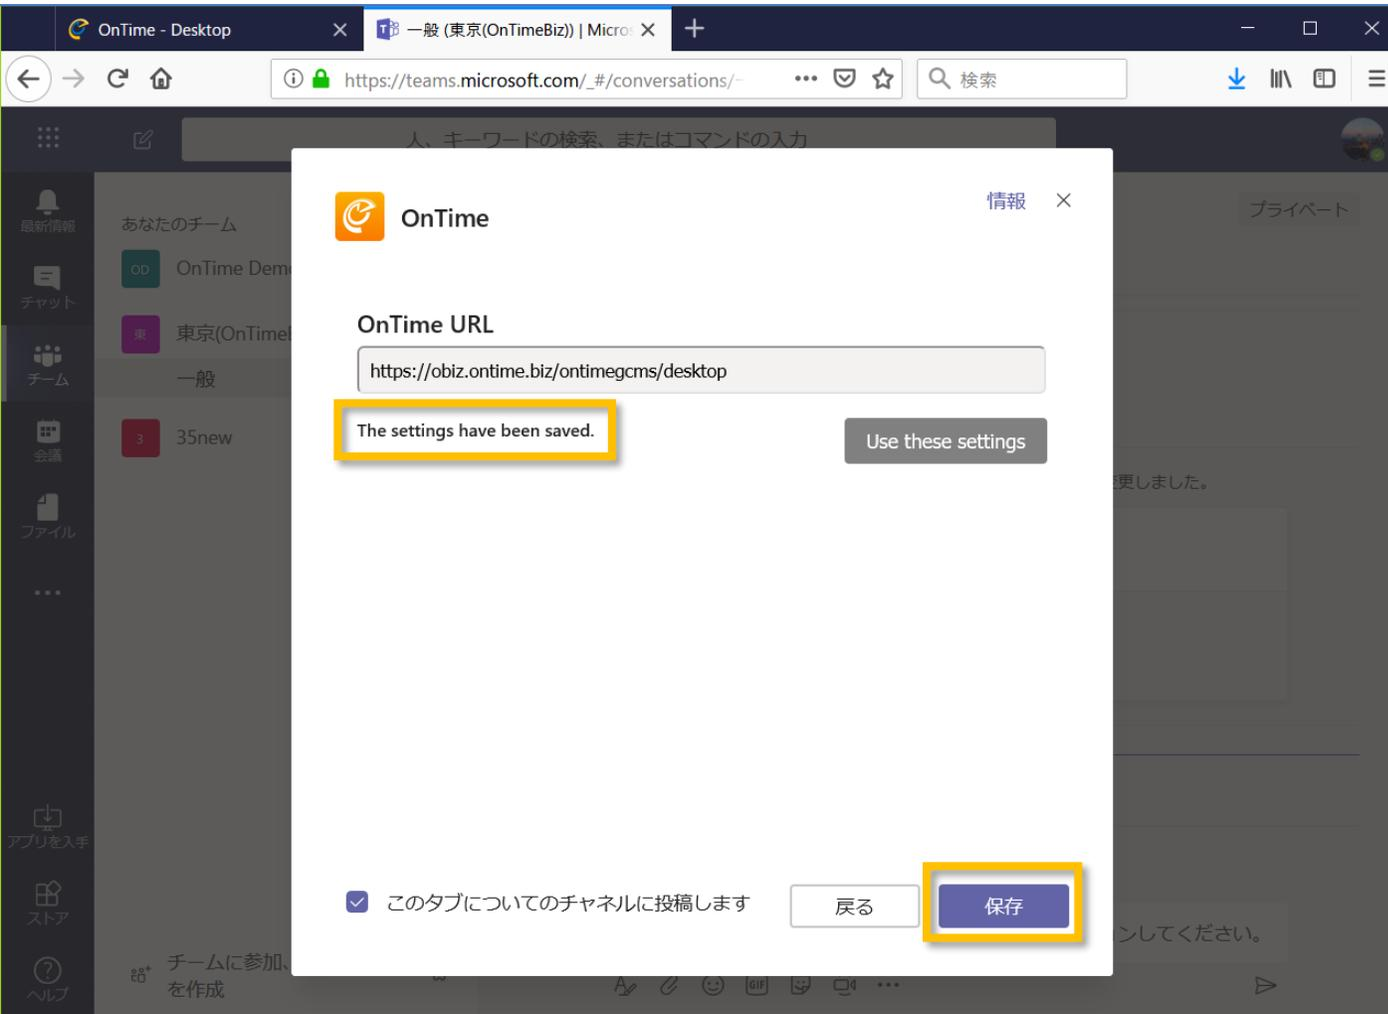 OnTime - Desktop
一般 (東京(OnTimeBiz)) | Micros
https://teams.microsoft.com/_#/conversations/
検索
人、キーワードの検索、またはコマンドの入力
最新情報
チャット
チーム
会議
ファイル
アプリを入手
ストア
ヘルプ
あなたのチーム
OD
OnTime Demo
東
東京(OnTimeB
一般
3
35new
チームに参加、
を作成
プライベート
変更しました。
ョンしてください。
GIF
OnTime
情報
OnTime URL
https://obiz.ontime.biz/ontimegcms/desktop
The settings have been saved.
Use these settings
このタブについてのチャネルに投稿します
戻る
保存